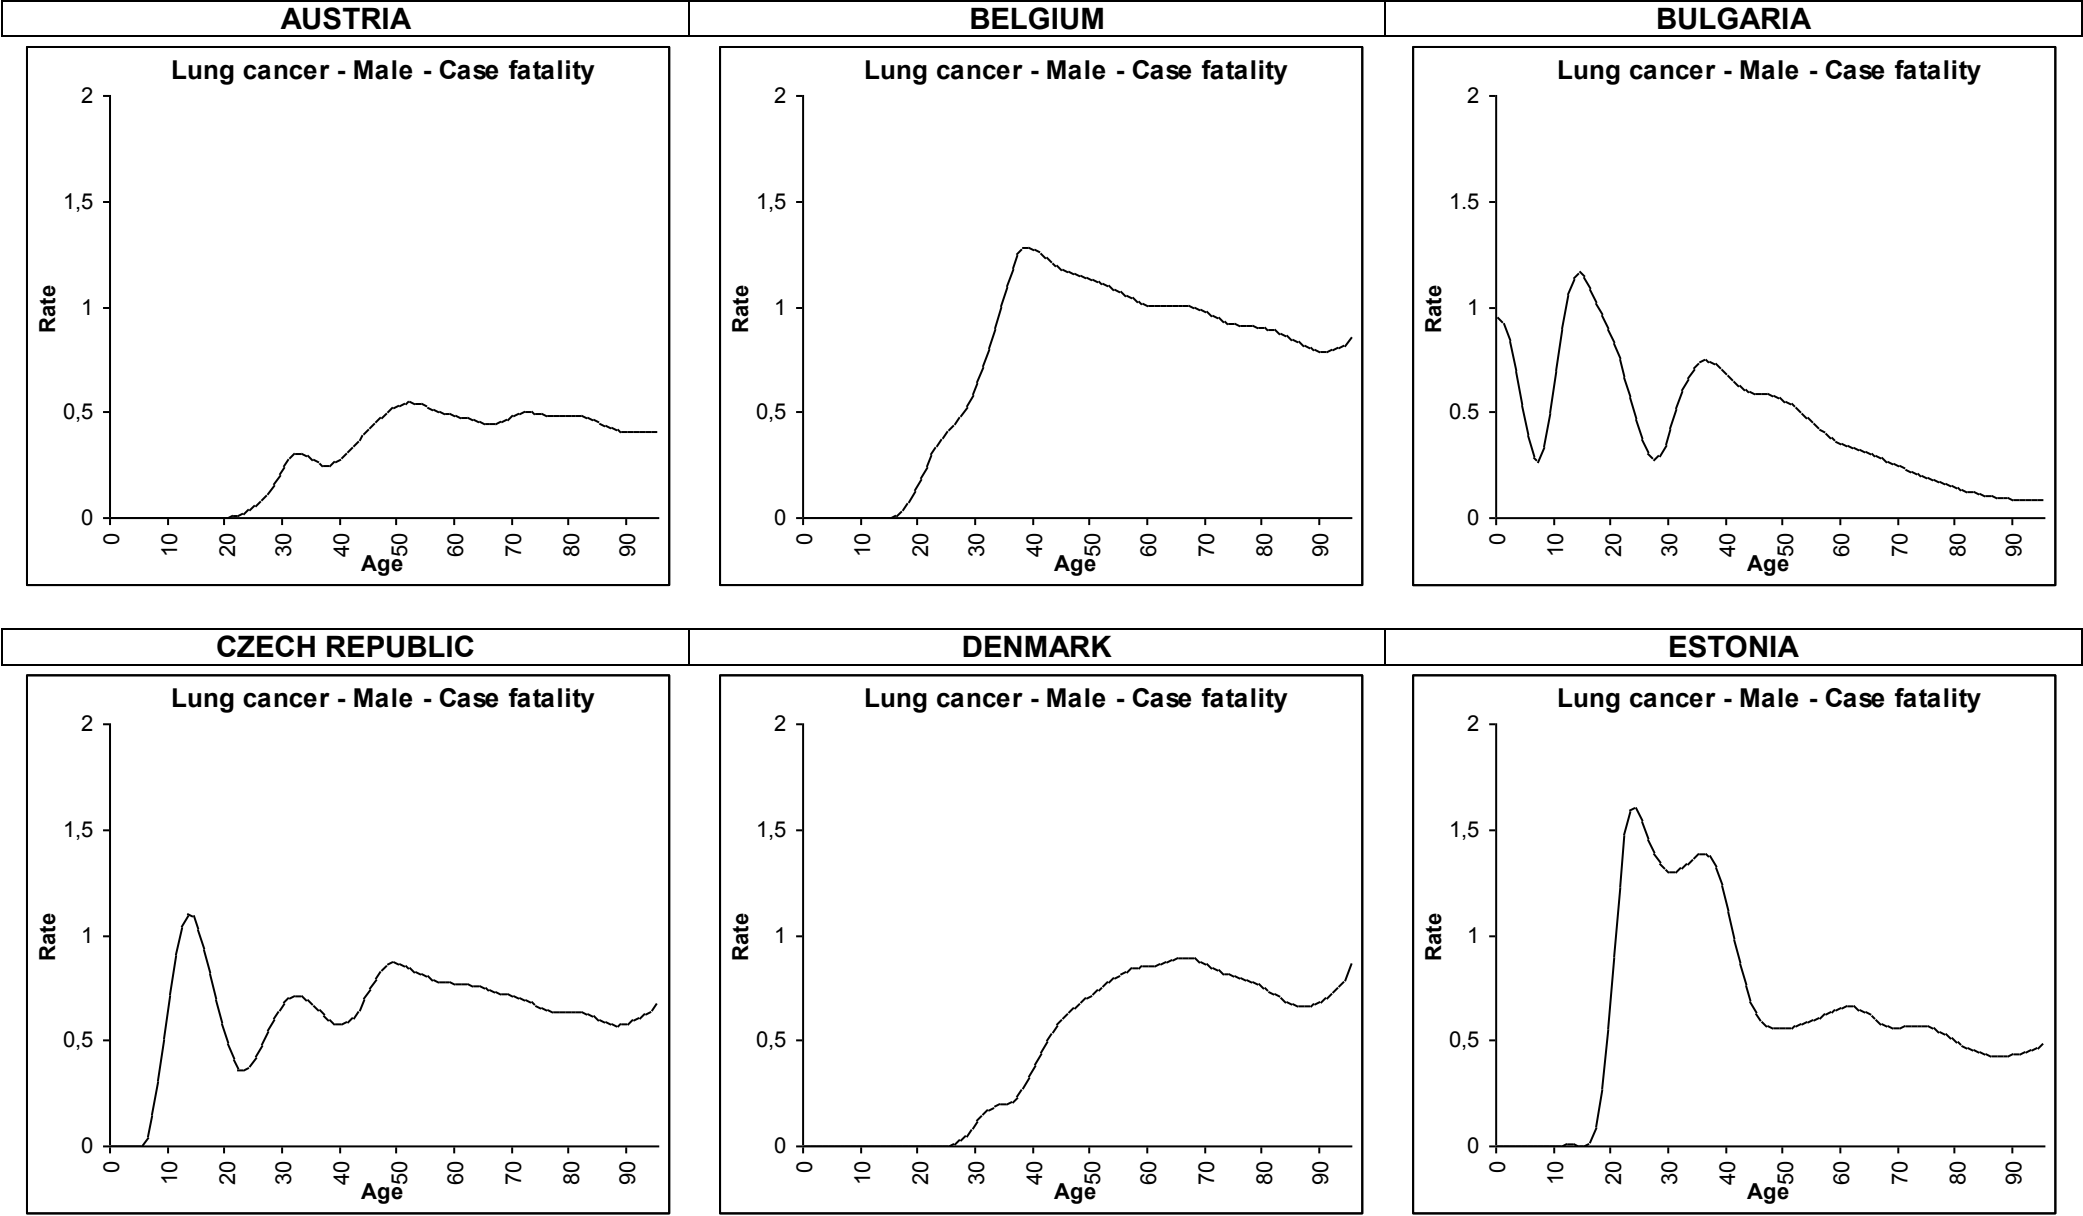 AUSTRIA BELGIUM BULGARIA
Lung cancer - Male - Case fatality
2
1,5
1
0,5
0
Rate
0 10 20 30 40 50 60 70 80 90
Age
Lung cancer - Male - Case fatality
2
1,5
1
0,5
0
Rate
0 10 20 30 40 50 60 70 80 90
Age
Lung cancer - Male - Case fatality
2
1.5
1
0.5
0
Rate
0 10 20 30 40 50 60 70 80 90
Age
CZECH REPUBLIC DENMARK ESTONIA
Lung cancer - Male - Case fatality
2
1,5
1
0,5
0
Rate
0 10 20 30 40 50 60 70 80 90
Age
Lung cancer - Male - Case fatality
2
1,5
1
0,5
0
Rate
0 10 20 30 40 50 60 70 80 90
Age
Lung cancer - Male - Case fatality
2
1,5
1
0,5
0
Rate
0 10 20 30 40 50 60 70 80 90
Age